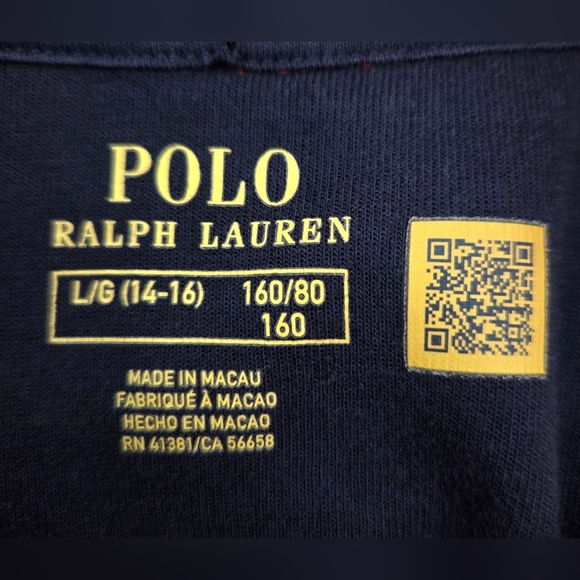 POLO
RALPH LAUREN
L/G (14-16) 160/80
160
MADE IN MACAU
FABRIQUÉ À MACAO
HECHO EN MACAO
RN 41381/CA 56658